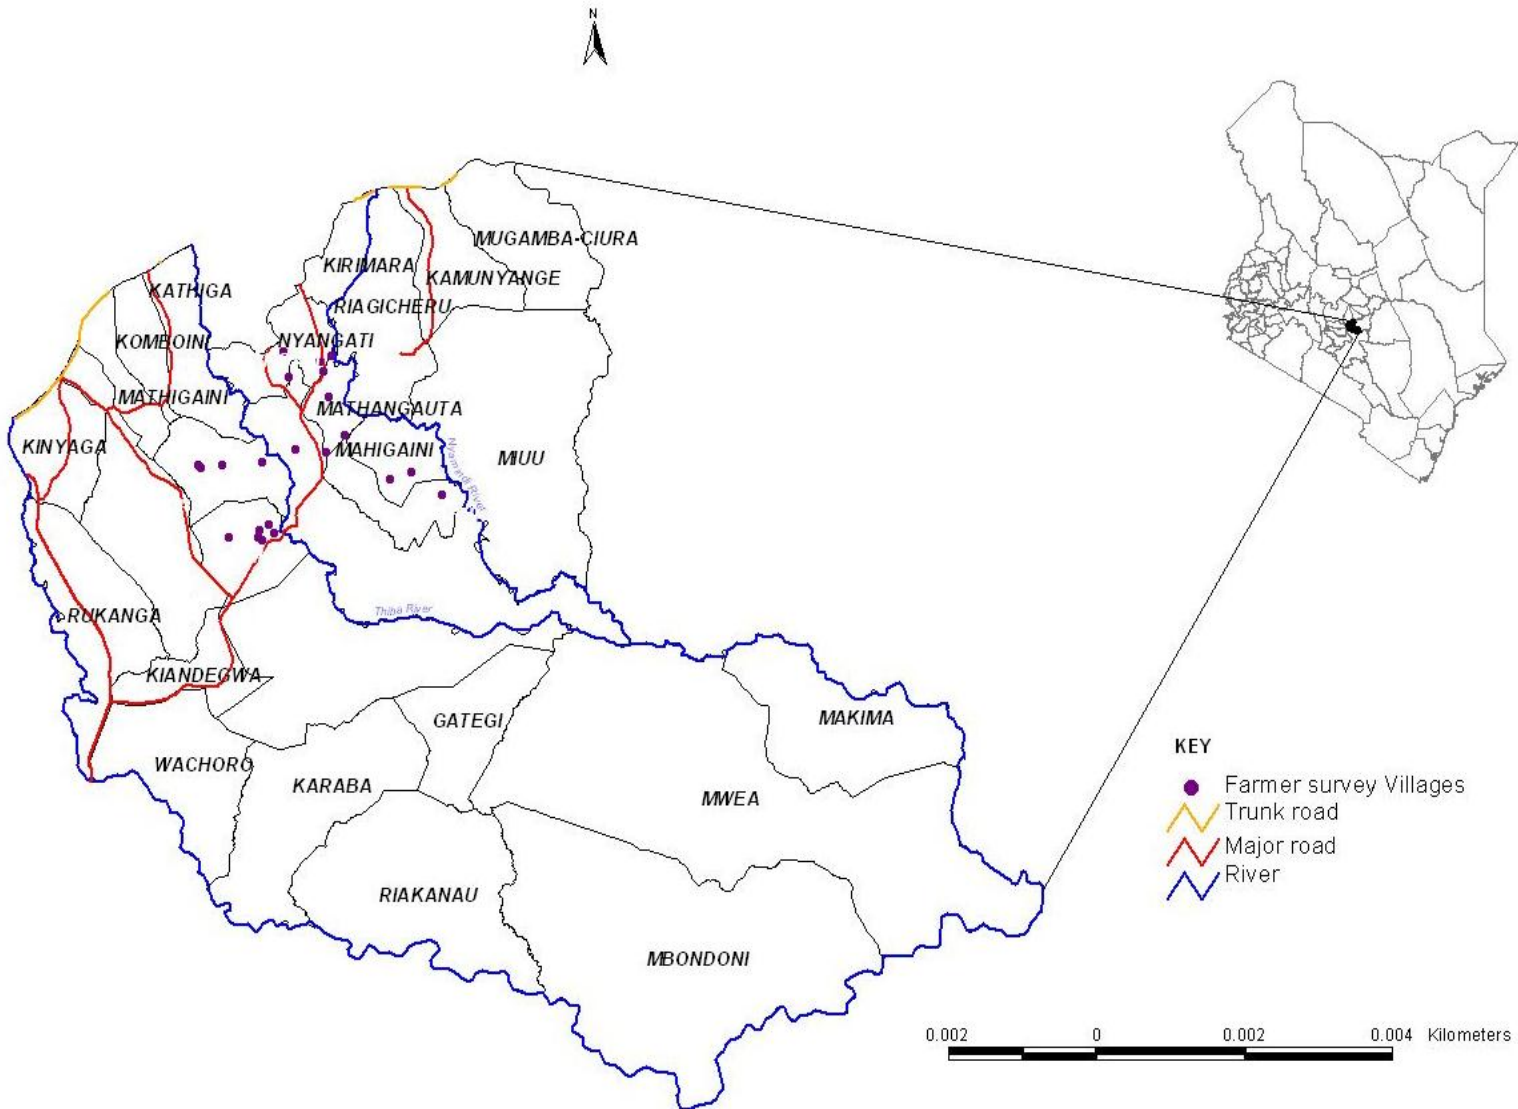 N
MUGAMBA-CIURA
KIRIMARA
KAMUNYANGE
KATHIGA
RIAGICHERU
KOMBOINI
NYANGATI
MATHIGAINI
MATHANGAUTA
KINYAGA
MAHIGAINI
MIUU
Nyamindi River
Thiba River
RUKANGA
KIANDEGWA
GATEGI
MAKIMA
WACHORO
KARABA
MWEA
RIAKANAU
MBONDONI
KEY
Farmer survey Villages
Trunk road
Major road
River
0.002 0 0.002 0.004 Kilometers